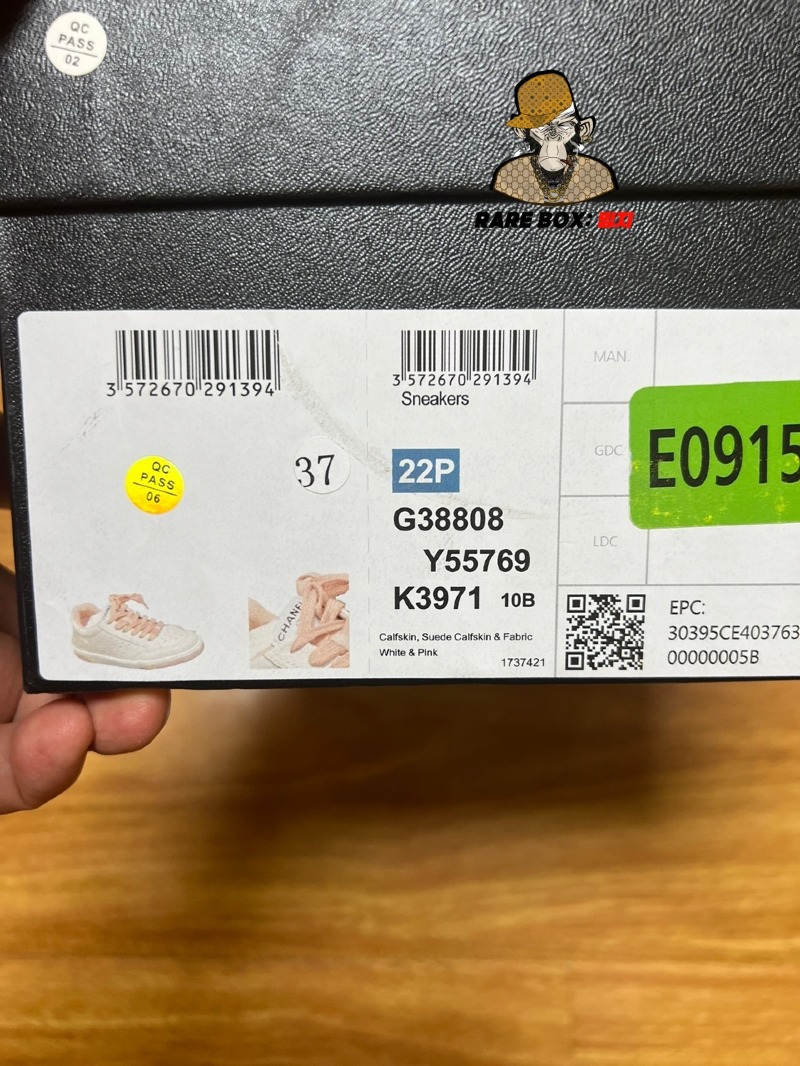 QC
PASS
02
RARE BOX:
3 572670 291394
3 572670 291394
Sneakers
MAN.
QC
PASS
06
37
22P
GDC
E0915
G38808
Y55769
LDC
K3971 10B
EPC:
30395CE403763
00000005B
CHANE
Calfskin, Suede Calfskin & Fabric
White & Pink
1737421